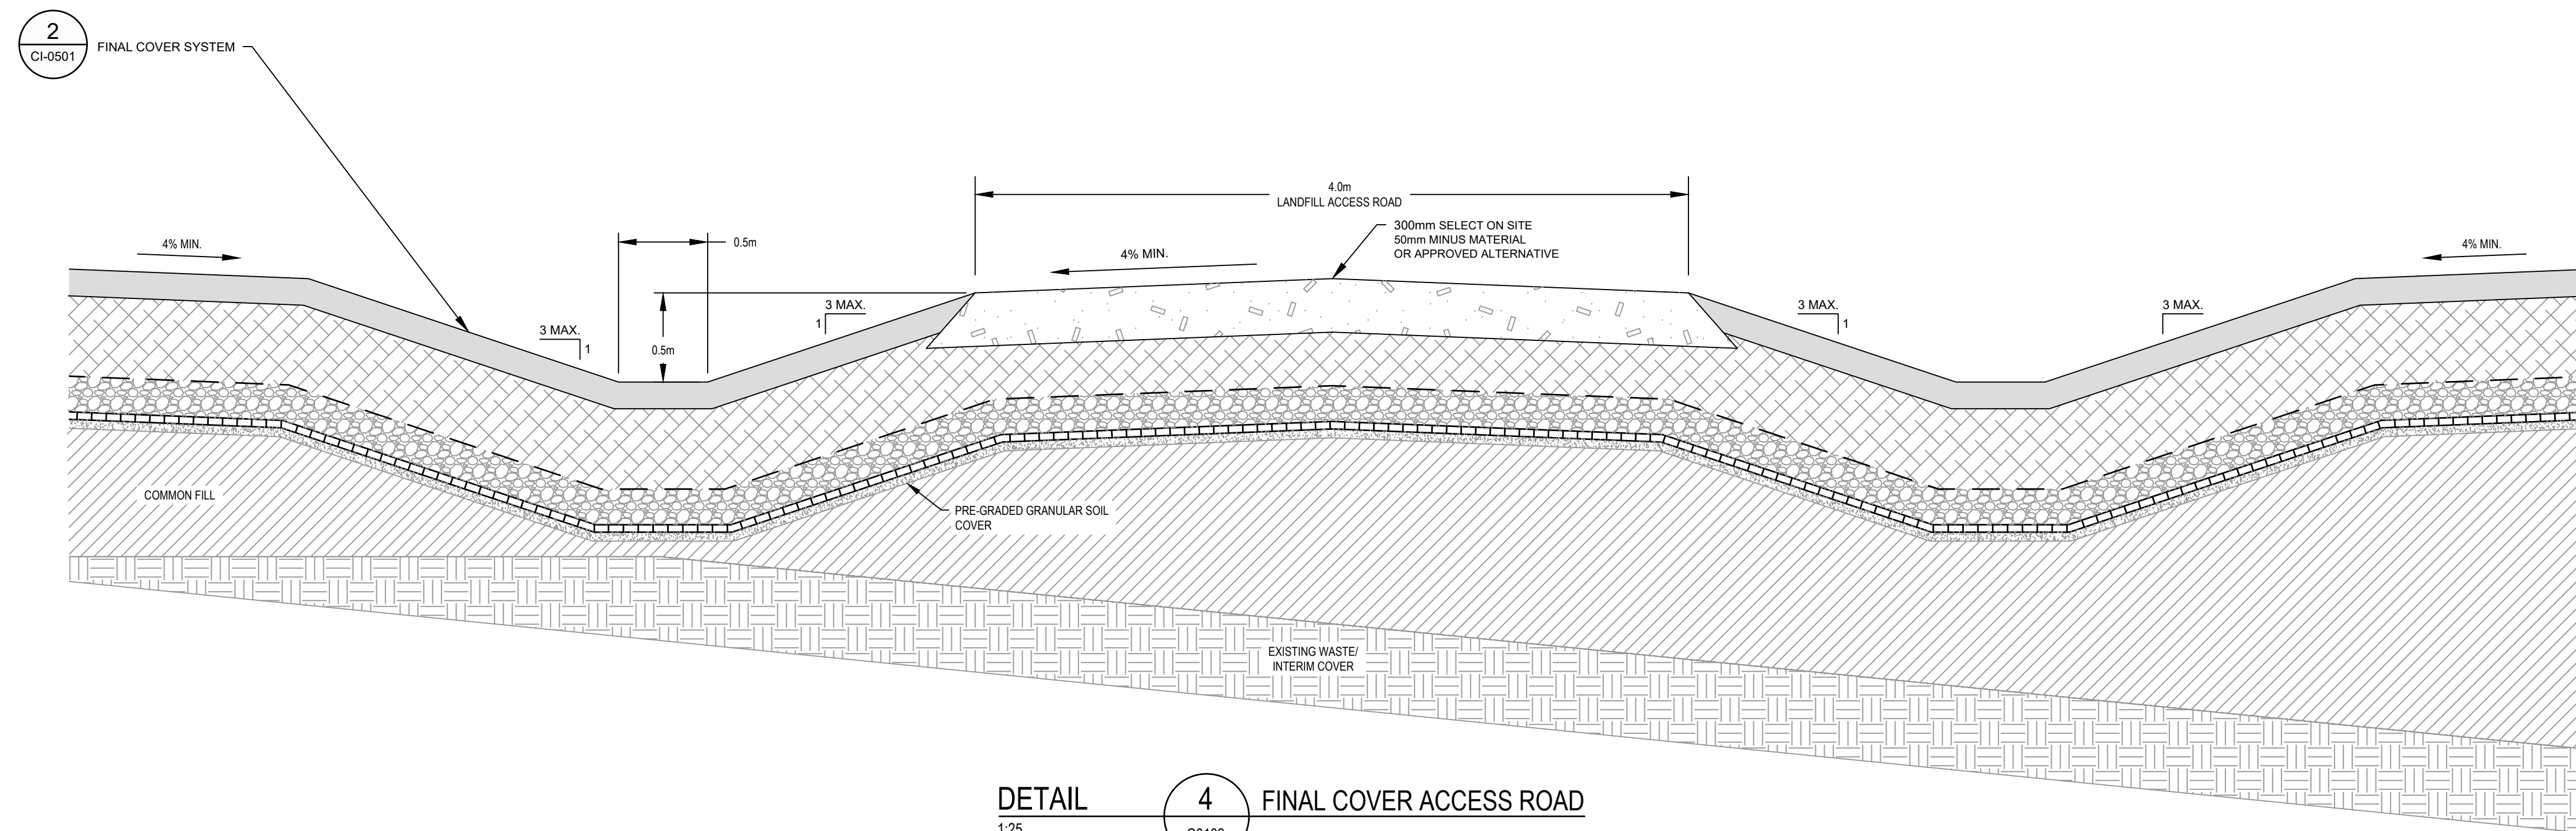 2
CI-0501
FINAL COVER SYSTEM
4.0m
LANDFILL ACCESS ROAD
300mm SELECT ON SITE
50mm MINUS MATERIAL
OR APPROVED ALTERNATIVE
4% MIN.
0.5m
4% MIN.
4% MIN.
3 MAX.
1
3 MAX.
1
0.5m
3 MAX.
1
3 MAX.
COMMON FILL
PRE-GRADED GRANULAR SOIL
COVER
EXISTING WASTE/
INTERIM COVER
DETAIL
4
FINAL COVER ACCESS ROAD
1:25